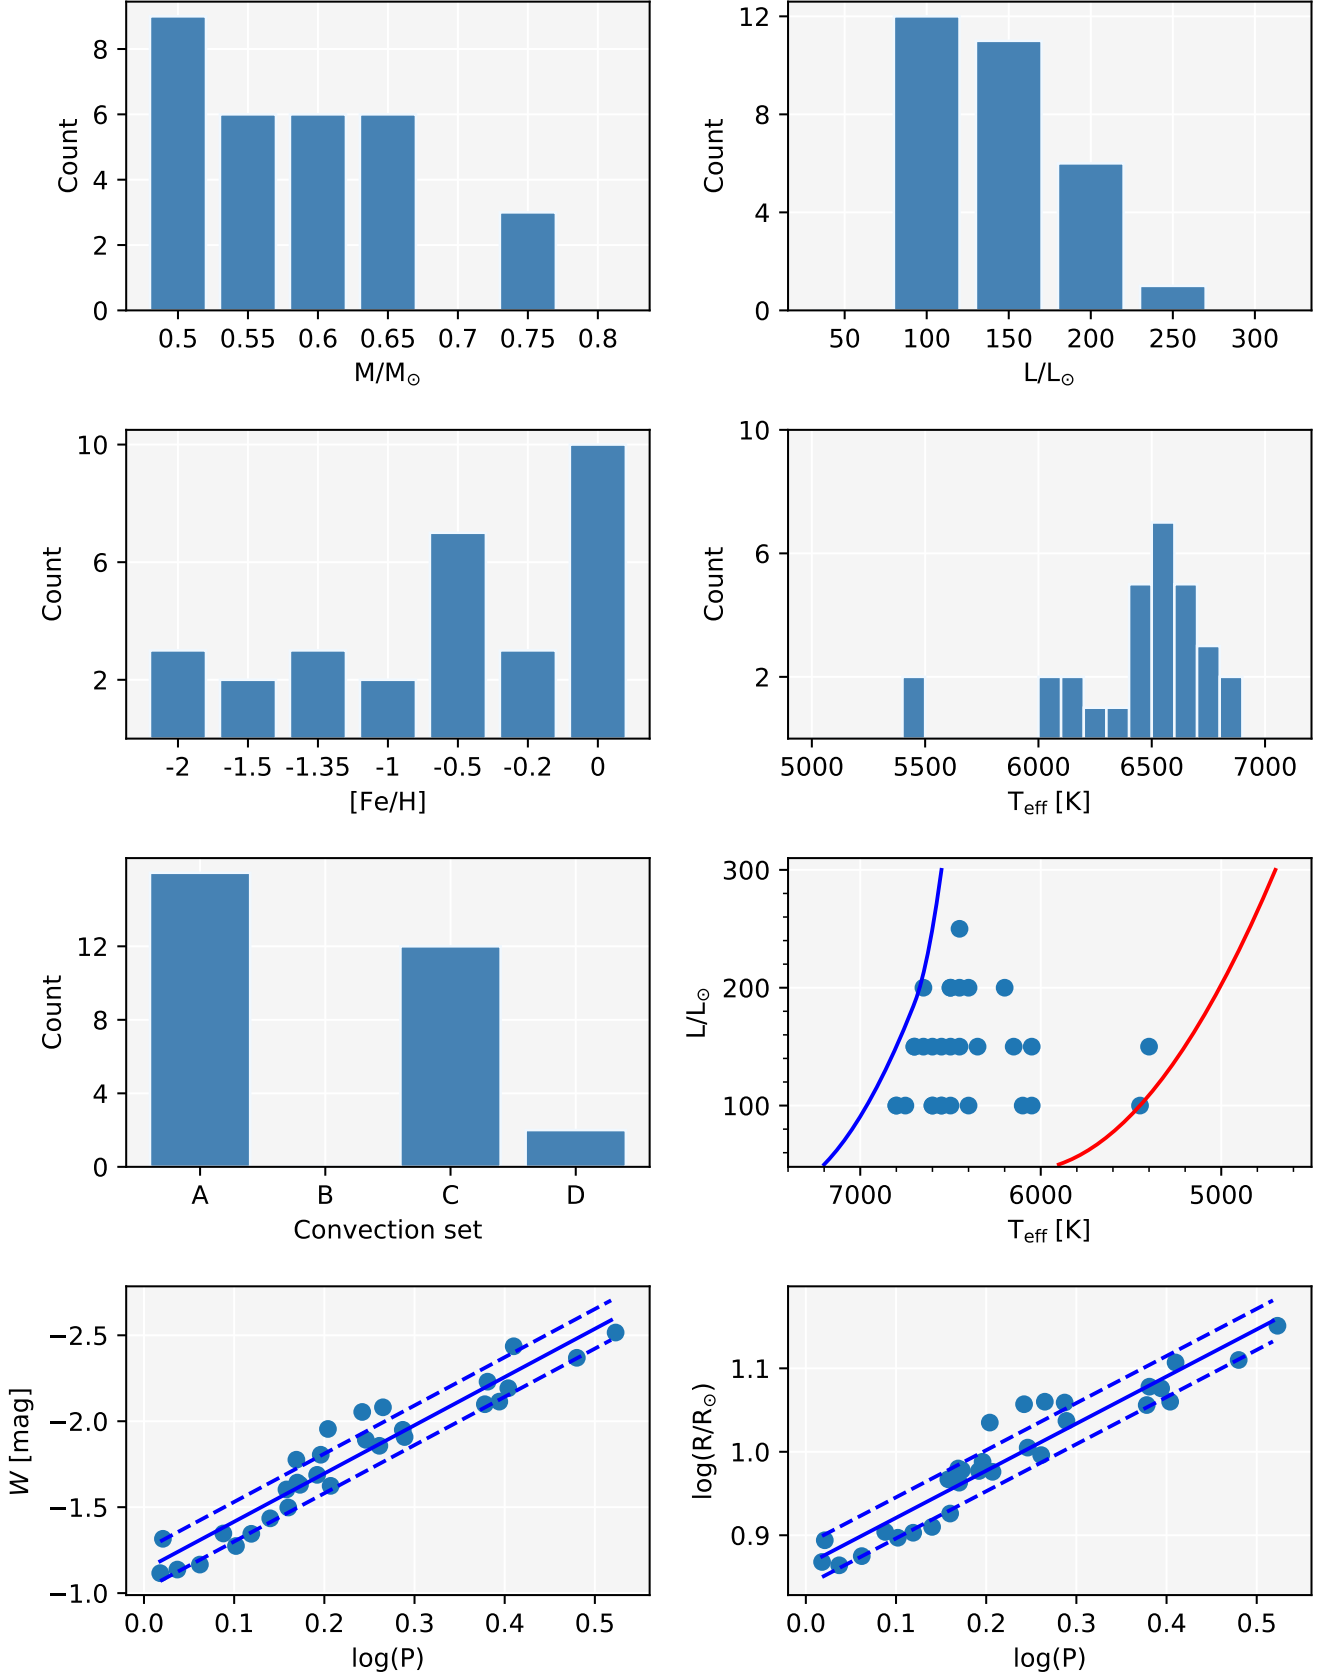 8
6
4
2
0
Count
0.5 0.55 0.6 0.65 0.7 0.75 0.8
M/M⊙
12
8
4
0
Count
50 100 150 200 250 300
L/L⊙
10
6
2
Count
-2 -1.5 -1.35 -1 -0.5 -0.2 0
[Fe/H]
10
6
2
Count
5000 5500 6000 6500 7000
Teff [K]
12
8
4
0
Count
A B C D
Convection set
300
200
100
L/L⊙
7000 6000 5000
Teff [K]
−2.5
−2.0
−1.5
−1.0
W [mag]
0.0 0.1 0.2 0.3 0.4 0.5
log(P)
1.1
1.0
0.9
log(R/R⊙)
0.0 0.1 0.2 0.3 0.4 0.5
log(P)